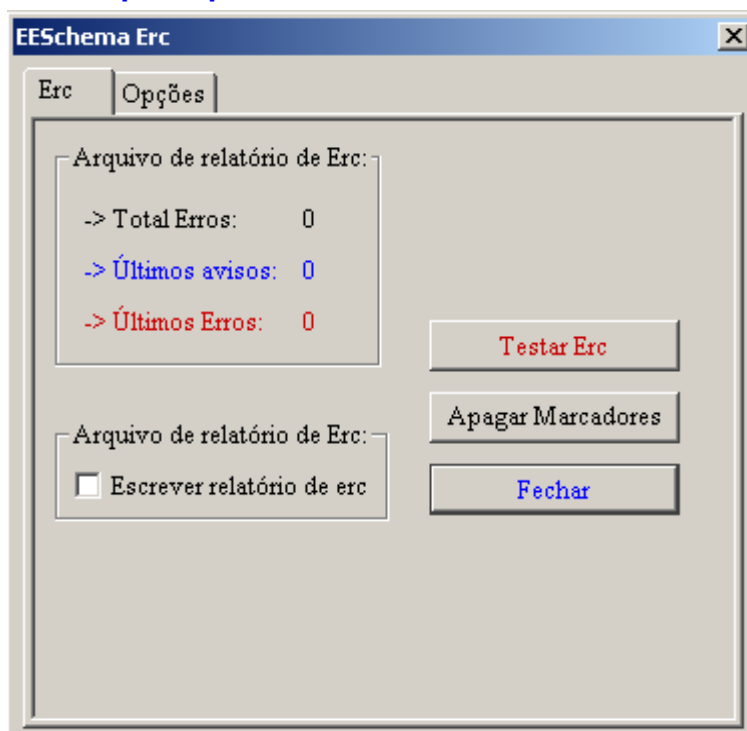 EESchema Erc
Erc Opções
Arquivo de relatório de Erc:
-> Total Erros: 0
-> Últimos avisos: 0
-> Últimos Erros: 0
Testar Erc
Apagar Marcadores
Arquivo de relatório de Erc:
Escrever relatório de erc
Fechar